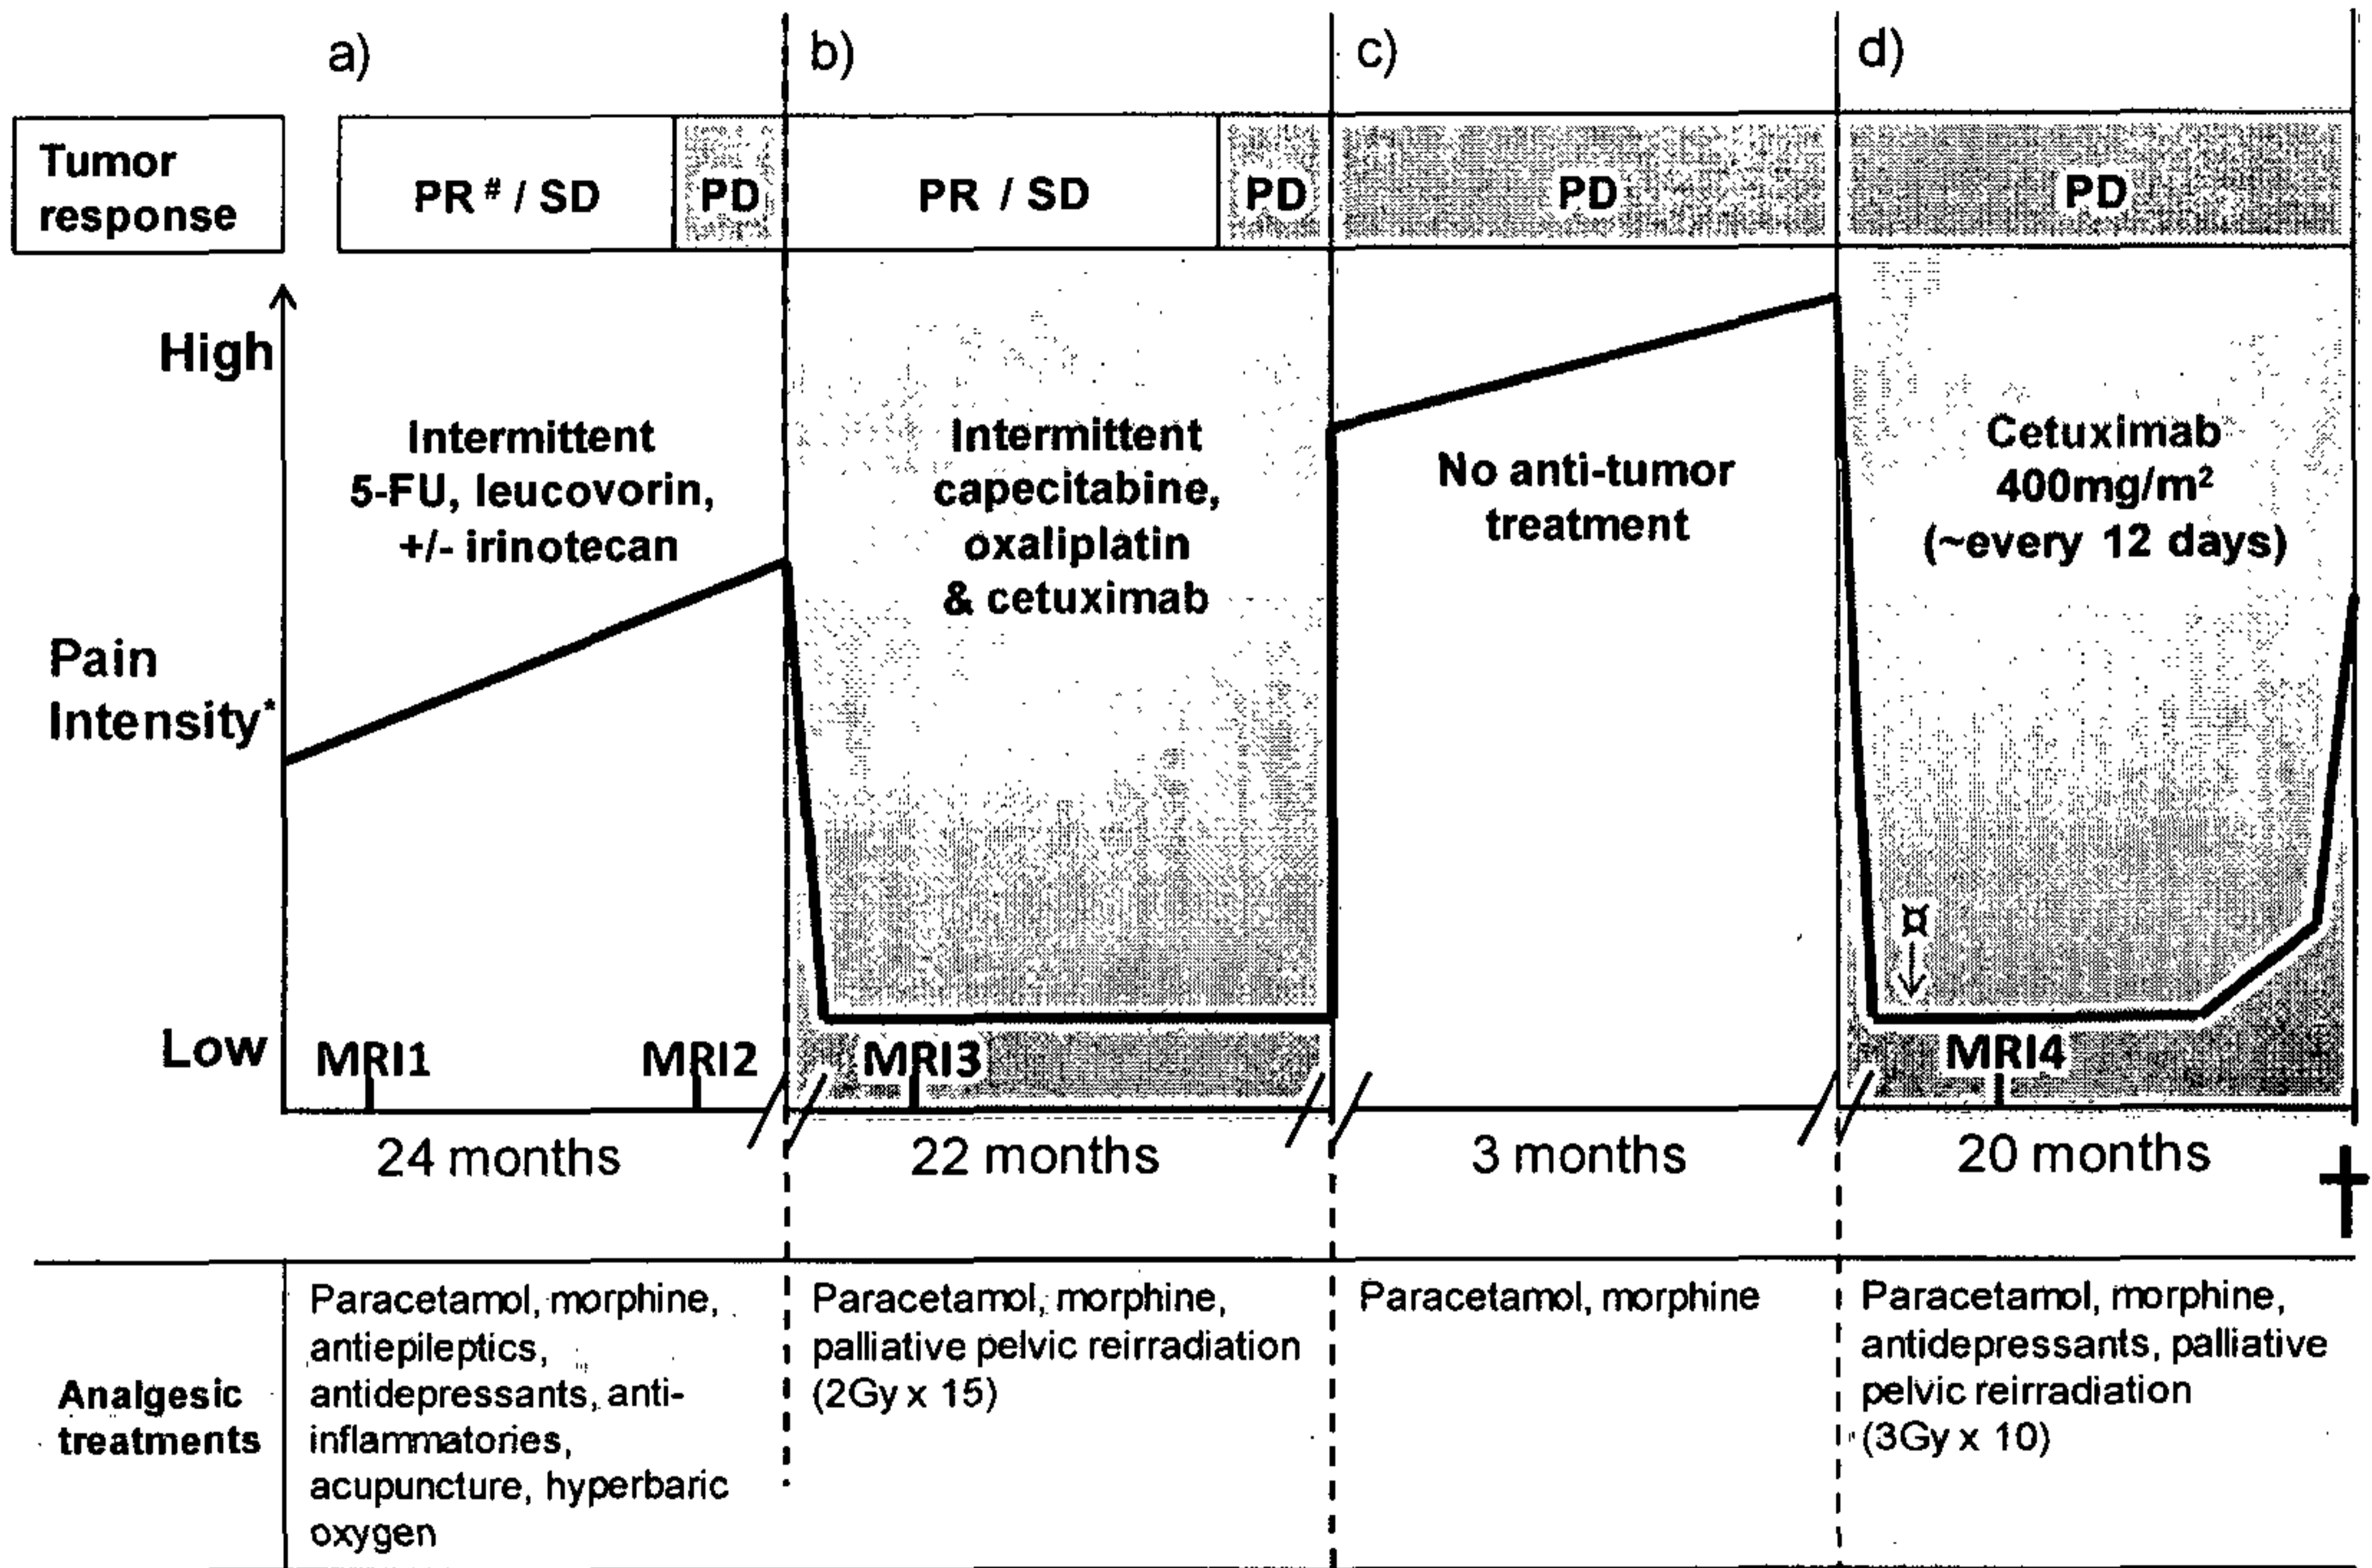 a)
b)
c)
d)
Tumor
response
PR # / SD
PD
PR / SD
PD
PD
PD
High
Pain
Intensity*
Low
Intermittent
5-FU, leucovorin,
+/- irinotecan
Intermittent
capecitabine,
oxaliplatin
& cetuximab
No anti-tumor
treatment
Cetuximab
400mg/m²
(~every 12 days)
¤
MRI1
MRI2
MRI3
MRI4
24 months
22 months
3 months
20 months
†
Analgesic
treatments
Paracetamol, morphine,
antiepileptics,
antidepressants, anti-
inflammatories,
acupuncture, hyperbaric
oxygen
Paracetamol, morphine,
palliative pelvic reirradiation
(2Gy x 15)
Paracetamol, morphine
Paracetamol, morphine,
antidepressants, palliative
pelvic reirradiation
(3Gy x 10)